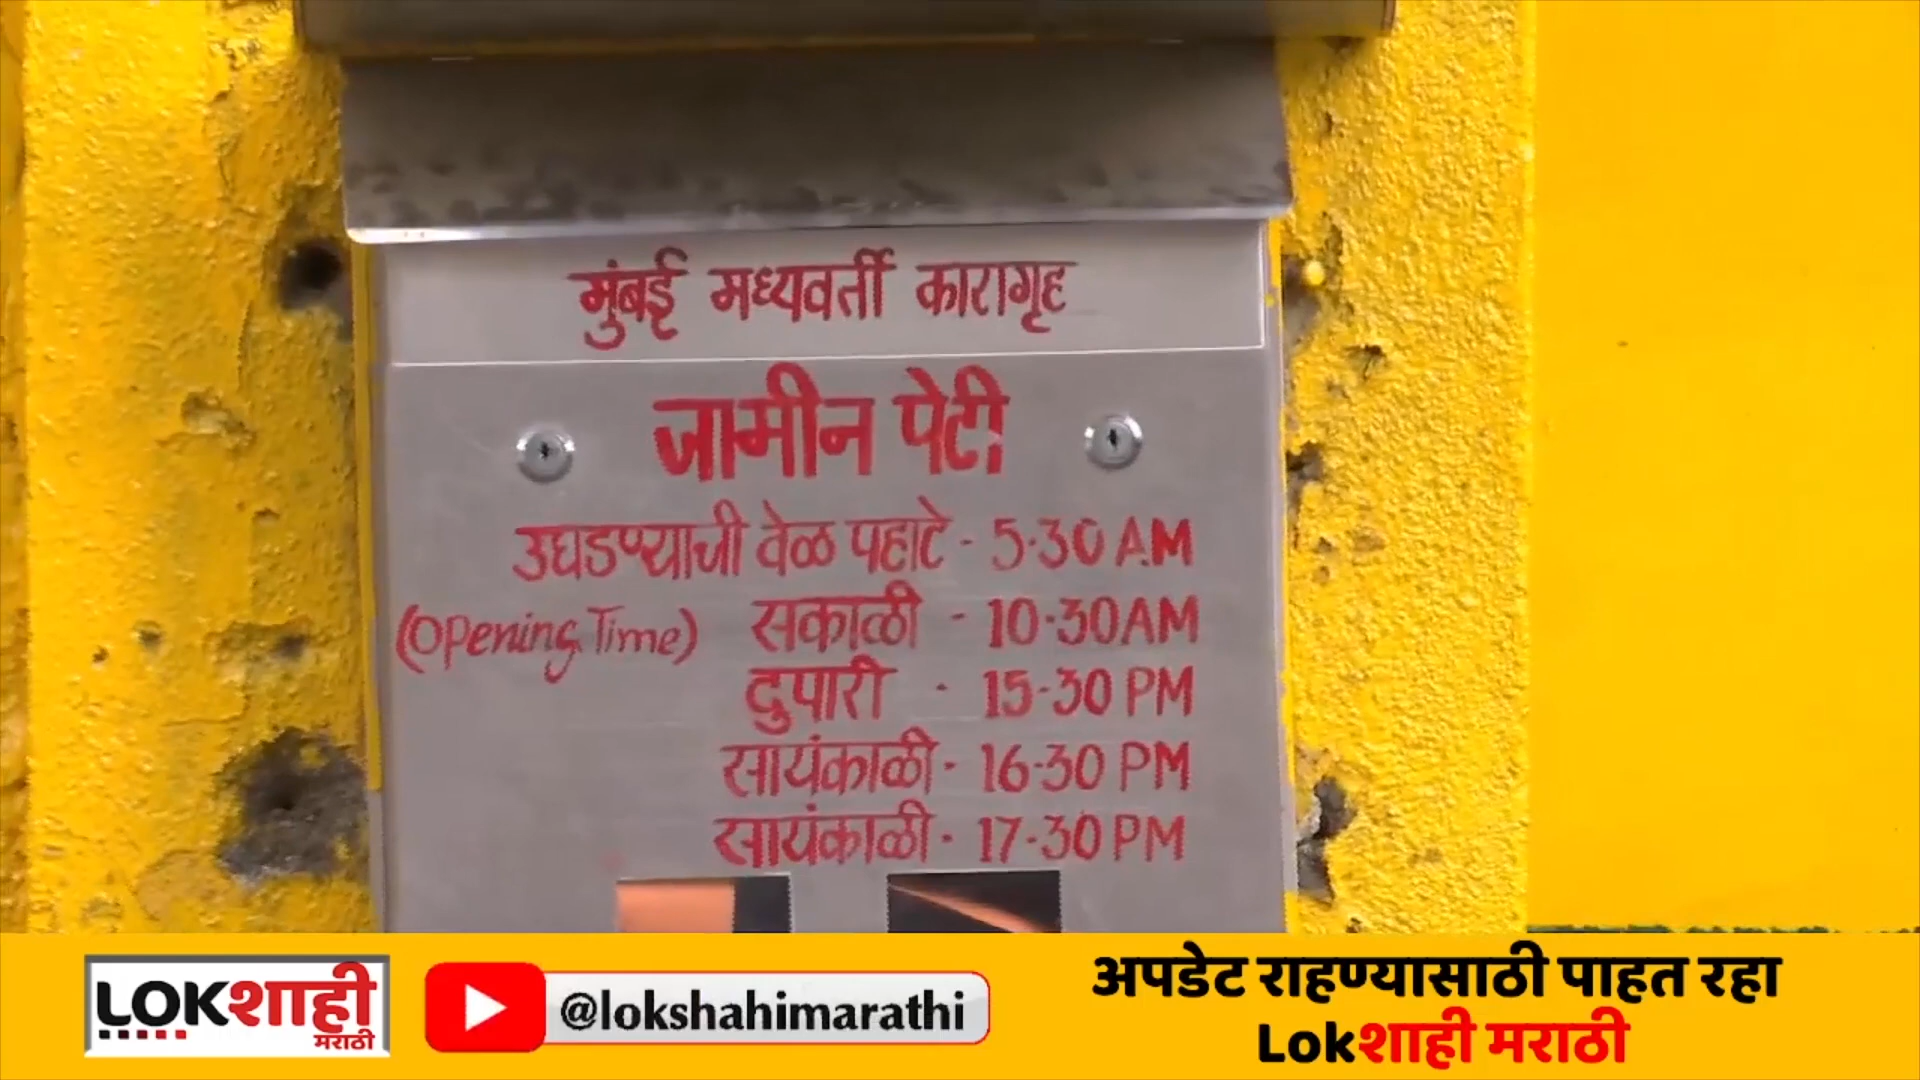 मुंबई मध्यवर्ती कारागृह
जामीन पेटी
उघडण्याची वेळ पहाटे - 5.30 A.M
(Opening Time) सकाळी - 10-30AM
दुपारी - 15-30 PM
सायंकाळी - 16-30 PM
सायंकाळी - 17-30 PM
LOKशाही
मराठी
@lokshahimarathi
अपडेट राहण्यासाठी पाहत रहा
Lokशाही मराठी